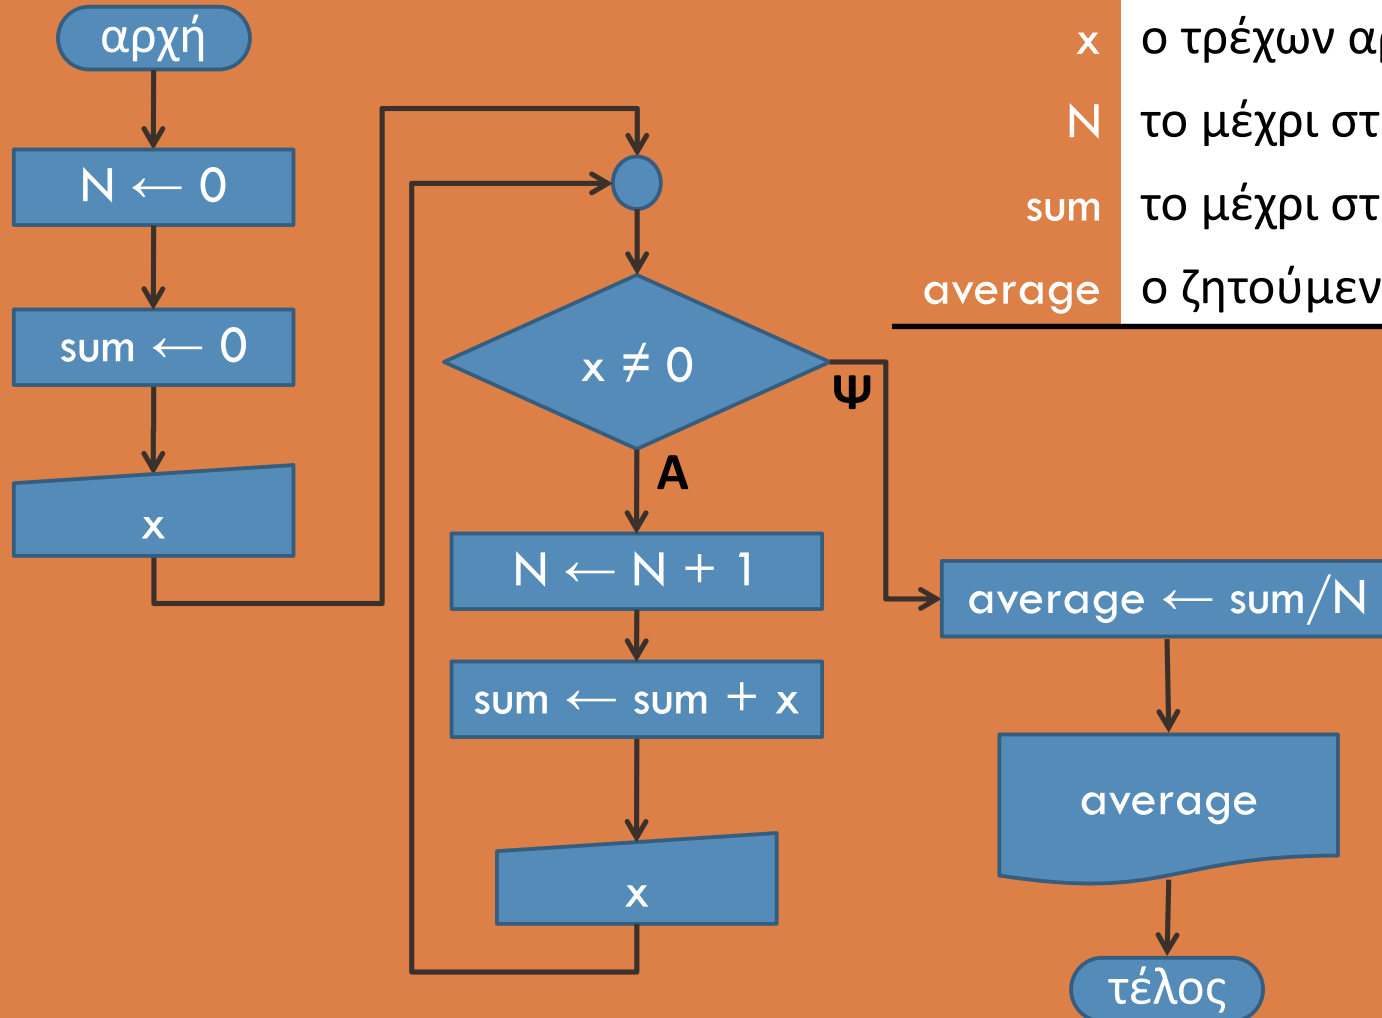 αρχή
N ← 0
sum ← 0
x
x ≠ 0
Ψ
Α
N ← N + 1
sum ← sum + x
x
average ← sum/N
average
τέλος
x ο τρέχων
N το μέχρι
sum το μέχρι
average ο